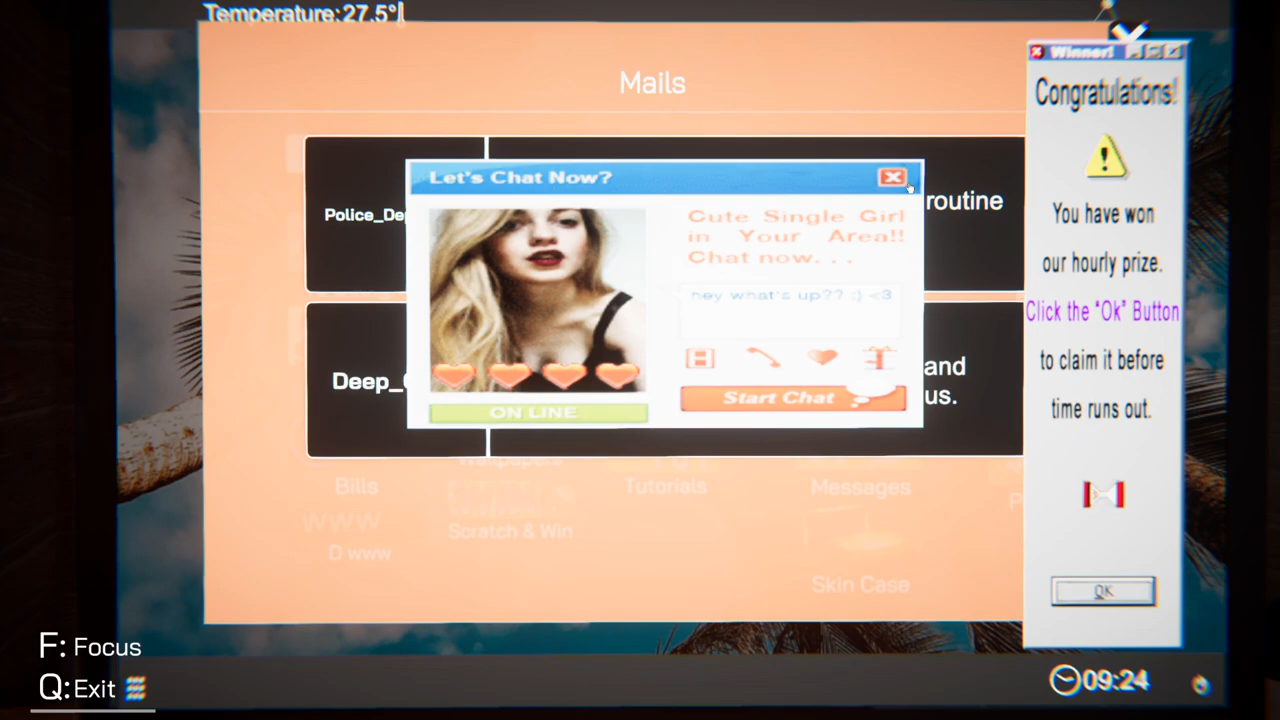 Temperature:27.5°
Mails
Winner!
Congratulations!
You have won
our hourly prize.
Click the "Ok" Button
to claim it before
time runs out.
OK
Police_De
routine
Let's Chat Now?
Cute Single Girl
in Your Area!!
Chat now. . .
hey what's up?? :) <3
Start Chat
ON LINE
Deep_
and
us.
Bills
Tutorials
Messages
Scratch & Win
www
D www
Skin Case
F: Focus
Q:Exit
09:24